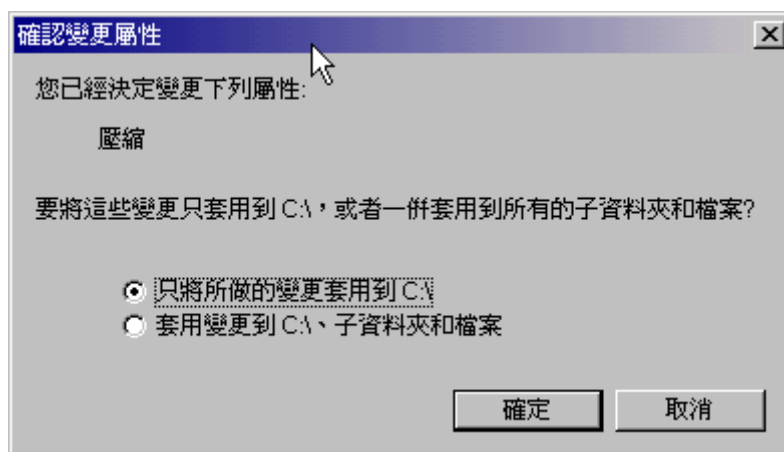 確認變更屬性
您已經決定變更下列屬性:
壓縮
要將這些變更只套用到 C:\，或者一併套用到所有的子資料夾和檔案?
只將所做的變更套用到 C:\
套用變更到 C:\、子資料夾和檔案
確定
取消